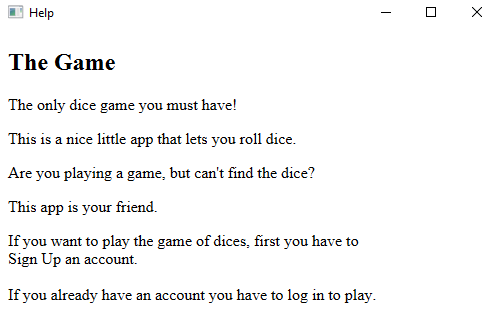 Help
The Game
The only dice game you must have!
This is a nice little app that lets you roll dice.
Are you playing a game, but can't find the dice?
This app is your friend.
If you want to play the game of dices, first you have to
Sign Up an account.
If you already have an account you have to log in to play.